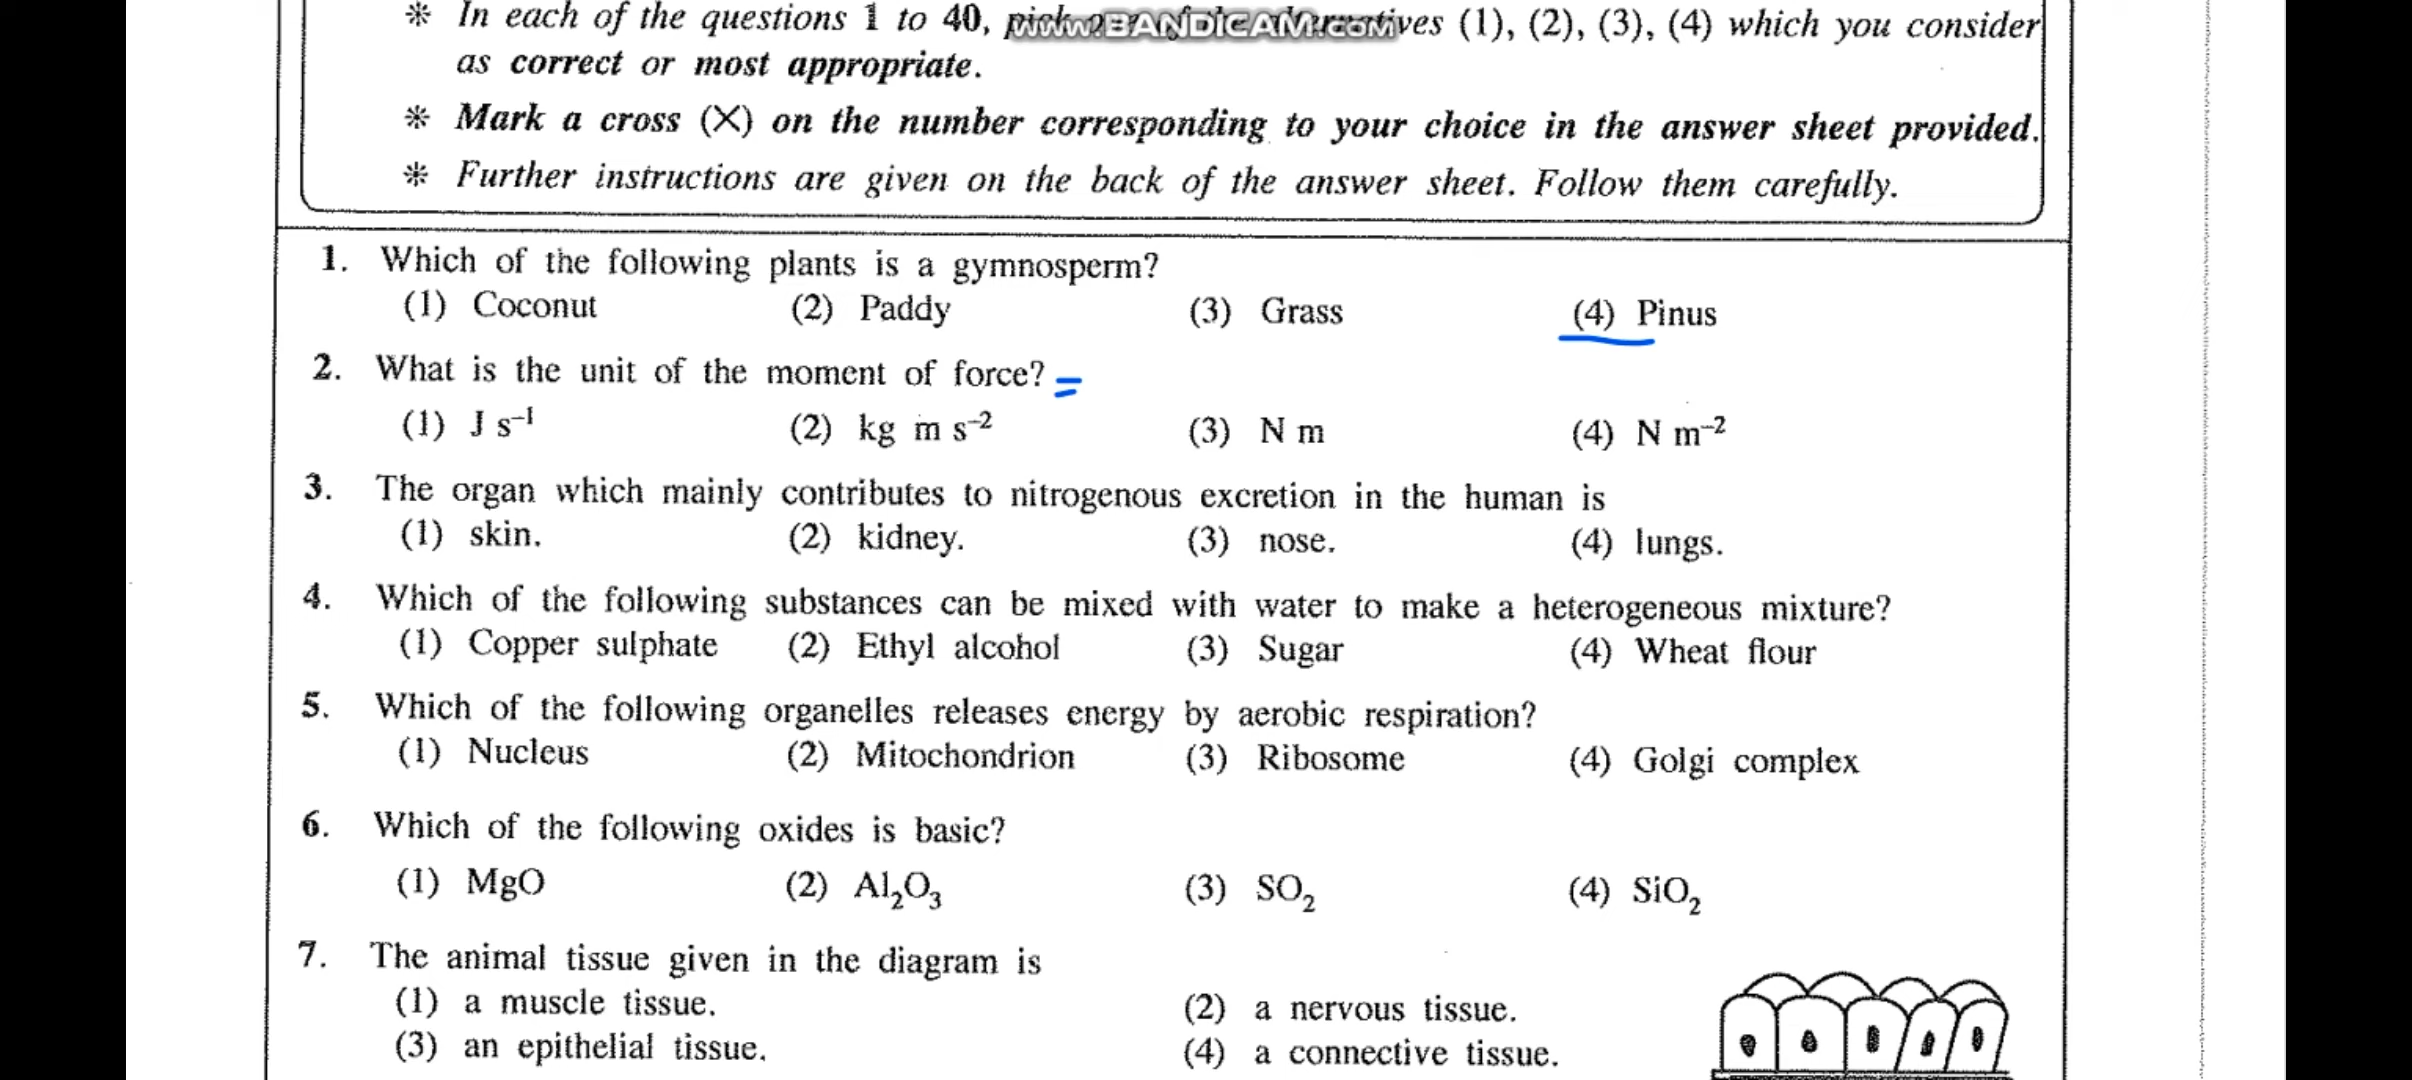 * In each of the questions 1 to 40, pick one of the alternatives (1), (2), (3), (4) which you consider
www.BANDICAM.COM
as correct or most appropriate.
* Mark a cross (X) on the number corresponding to your choice in the answer sheet provided.
* Further instructions are given on the back of the answer sheet. Follow them carefully.
1. Which of the following plants is a gymnosperm?
(1) Coconut (2) Paddy (3) Grass (4) Pinus
2. What is the unit of the moment of force?
(1) J s⁻¹ (2) kg m s⁻² (3) N m (4) N m⁻²
3. The organ which mainly contributes to nitrogenous excretion in the human is
(1) skin. (2) kidney. (3) nose. (4) lungs.
4. Which of the following substances can be mixed with water to make a heterogeneous mixture?
(1) Copper sulphate (2) Ethyl alcohol (3) Sugar (4) Wheat flour
5. Which of the following organelles releases energy by aerobic respiration?
(1) Nucleus (2) Mitochondrion (3) Ribosome (4) Golgi complex
6. Which of the following oxides is basic?
(1) MgO (2) Al₂O₃ (3) SO₂ (4) SiO₂
7. The animal tissue given in the diagram is
(1) a muscle tissue. (2) a nervous tissue.
(3) an epithelial tissue. (4) a connective tissue.